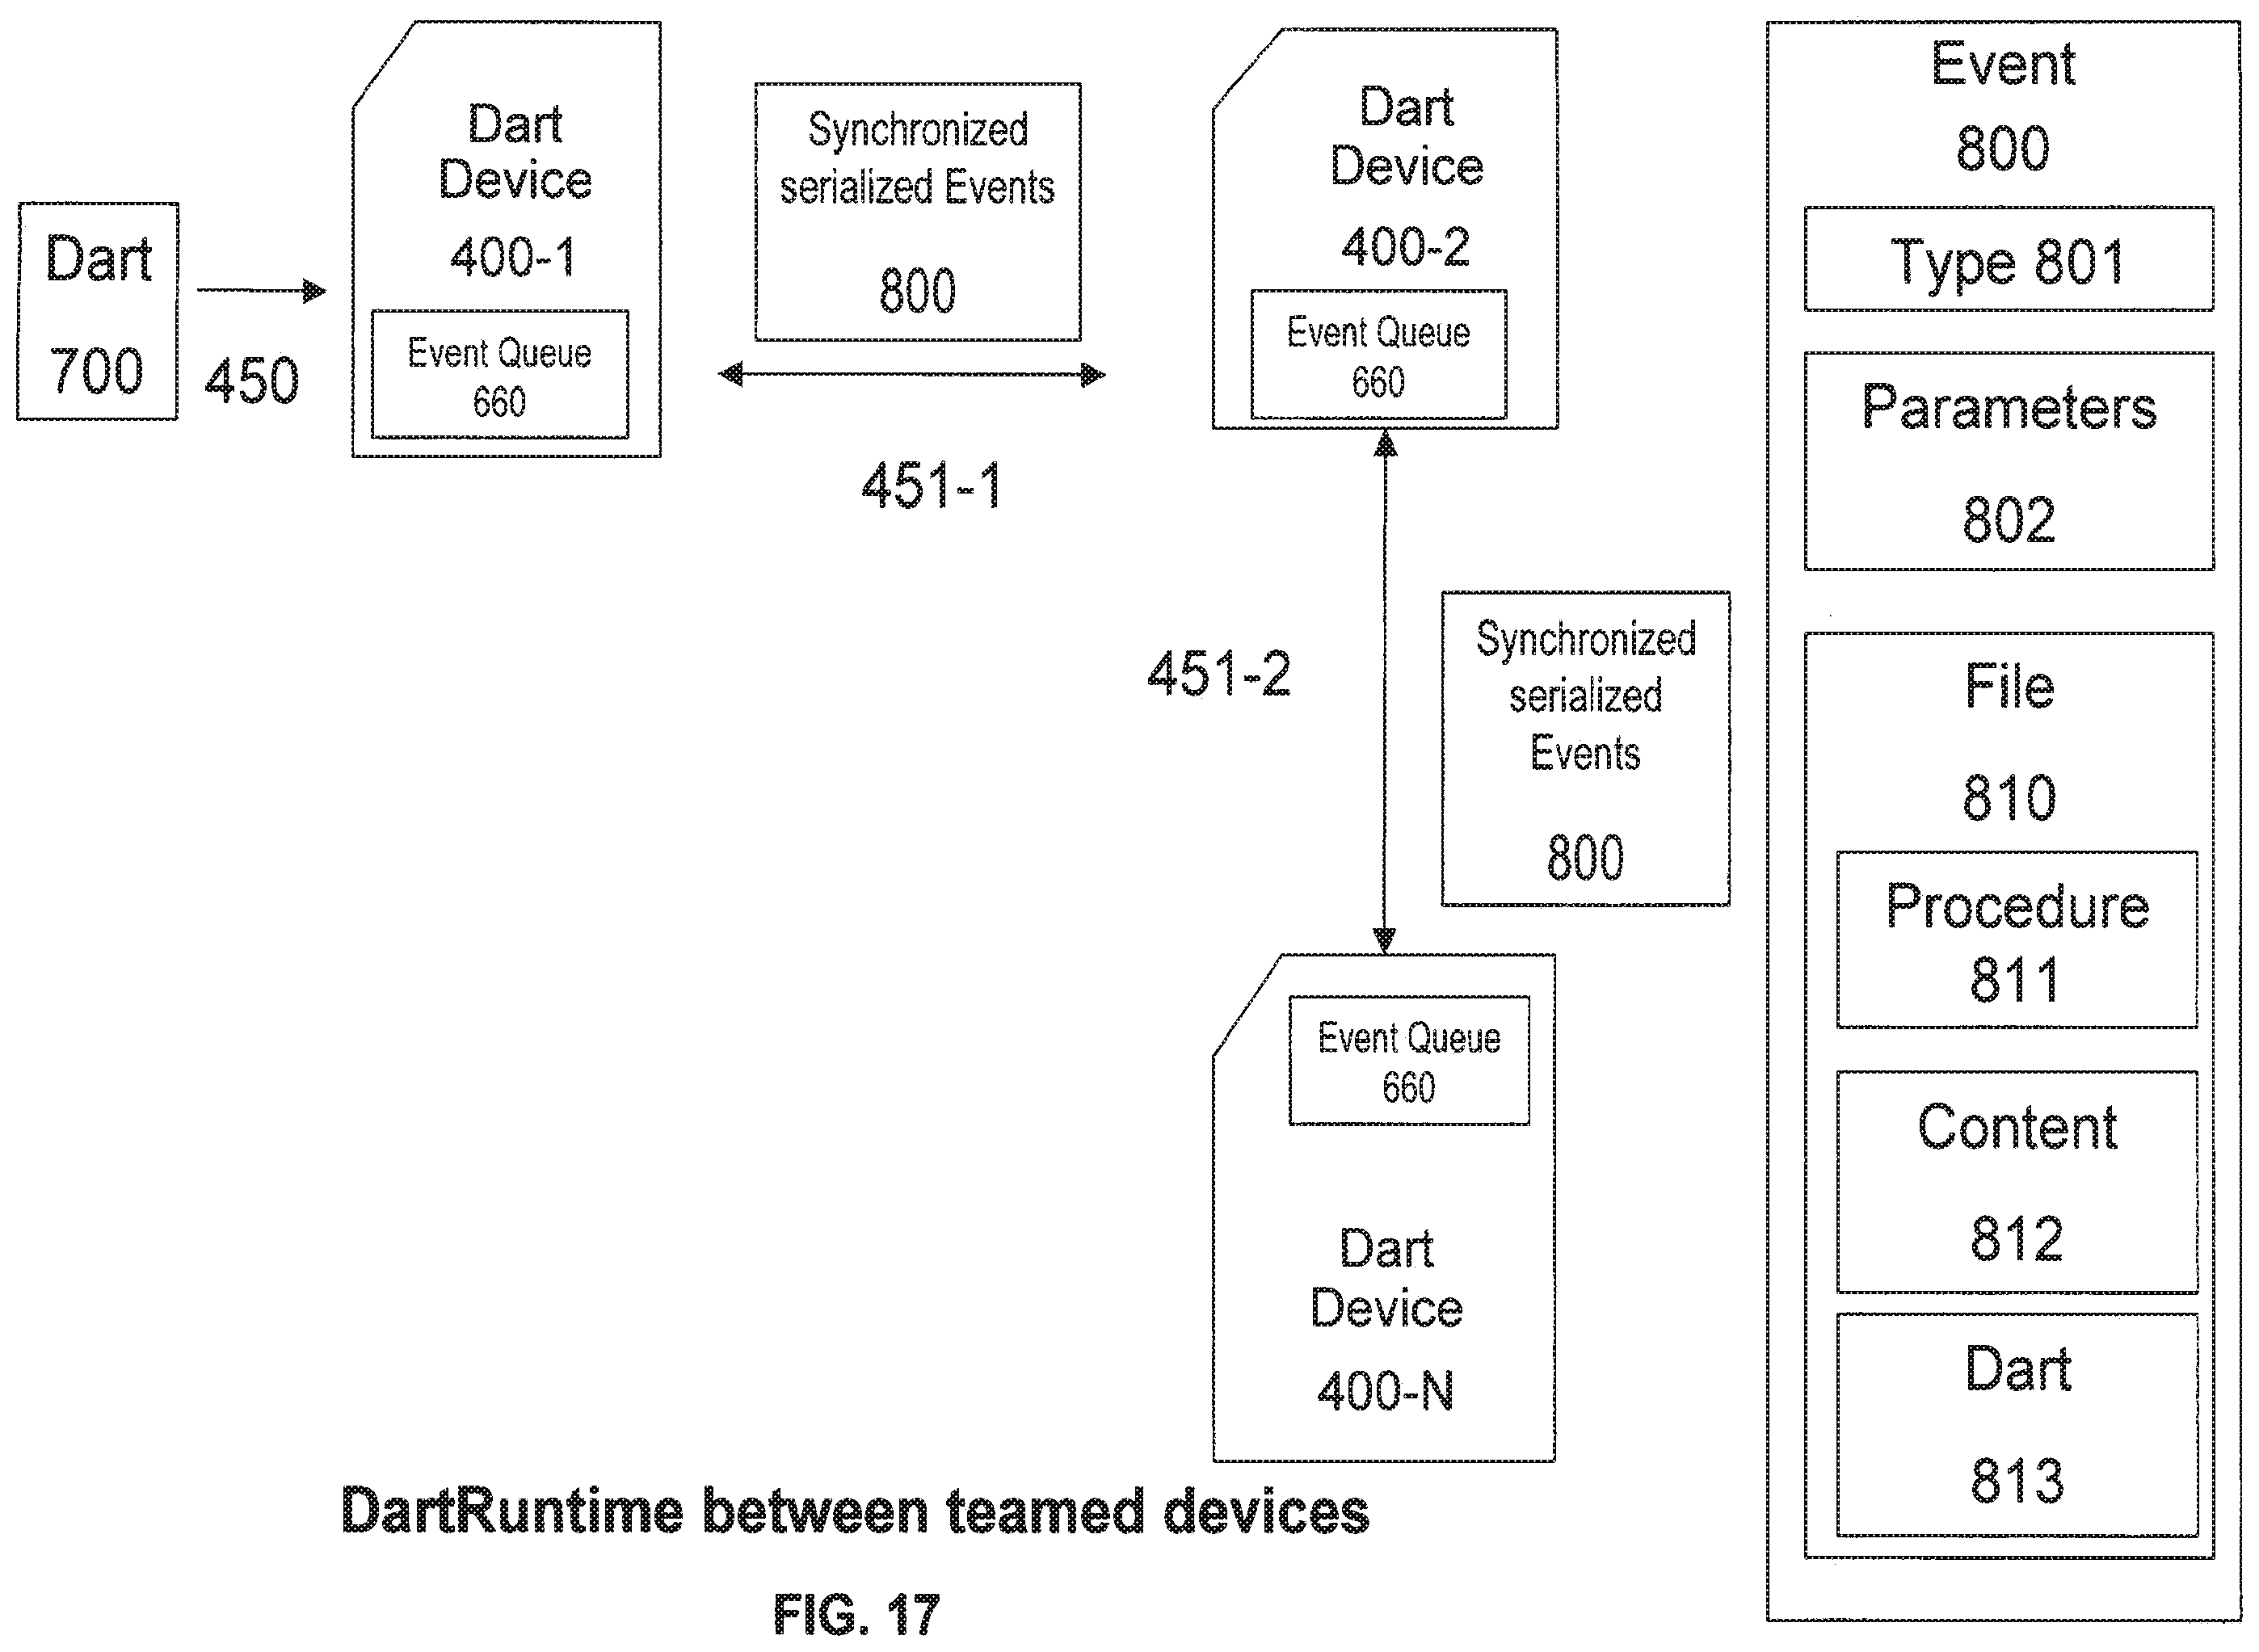 Dart
700
450
Dart
Device
400-1
Event Queue
660
Synchronized
serialized Events
800
451-1
Dart
Device
400-2
Event Queue
660
451-2
Synchronized
serialized
Events
800
Event Queue
660
Dart
Device
400-N
Event
800
Type 801
Parameters
802
File
810
Procedure
811
Content
812
Dart
813
DartRuntime between teamed devices
FIG. 17